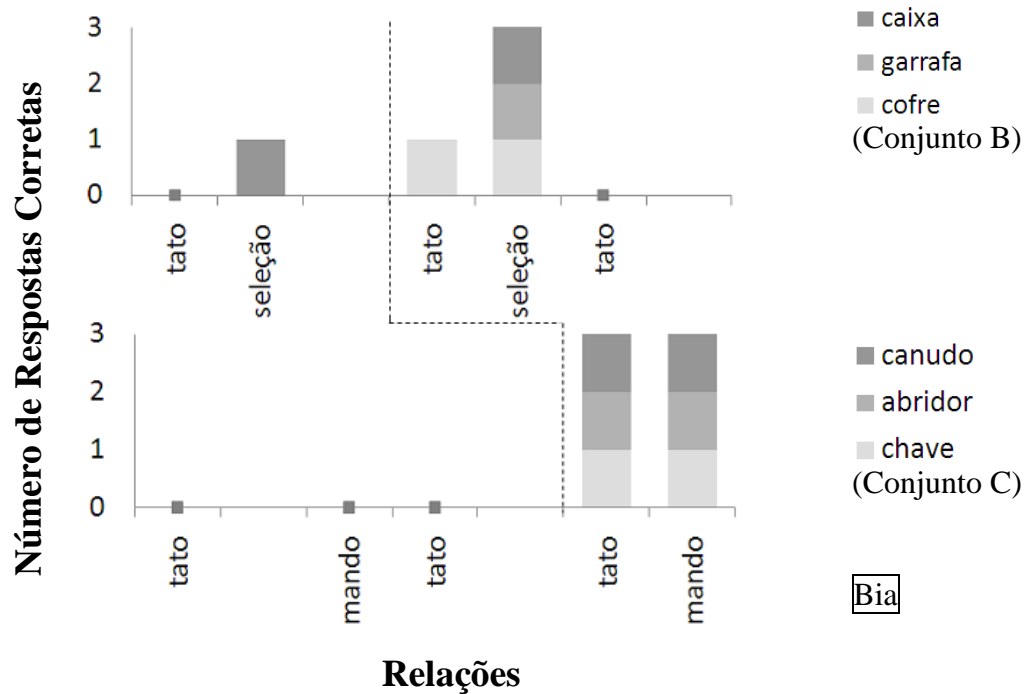 Número de Respostas Corretas
3
2
1
0
tato
seleção
tato
seleção
tato
caixa
garrafa
cofre
(Conjunto B)
3
2
1
0
tato
mando
tato
tato
mando
canudo
abridor
chave
(Conjunto C)
Bia
Relações